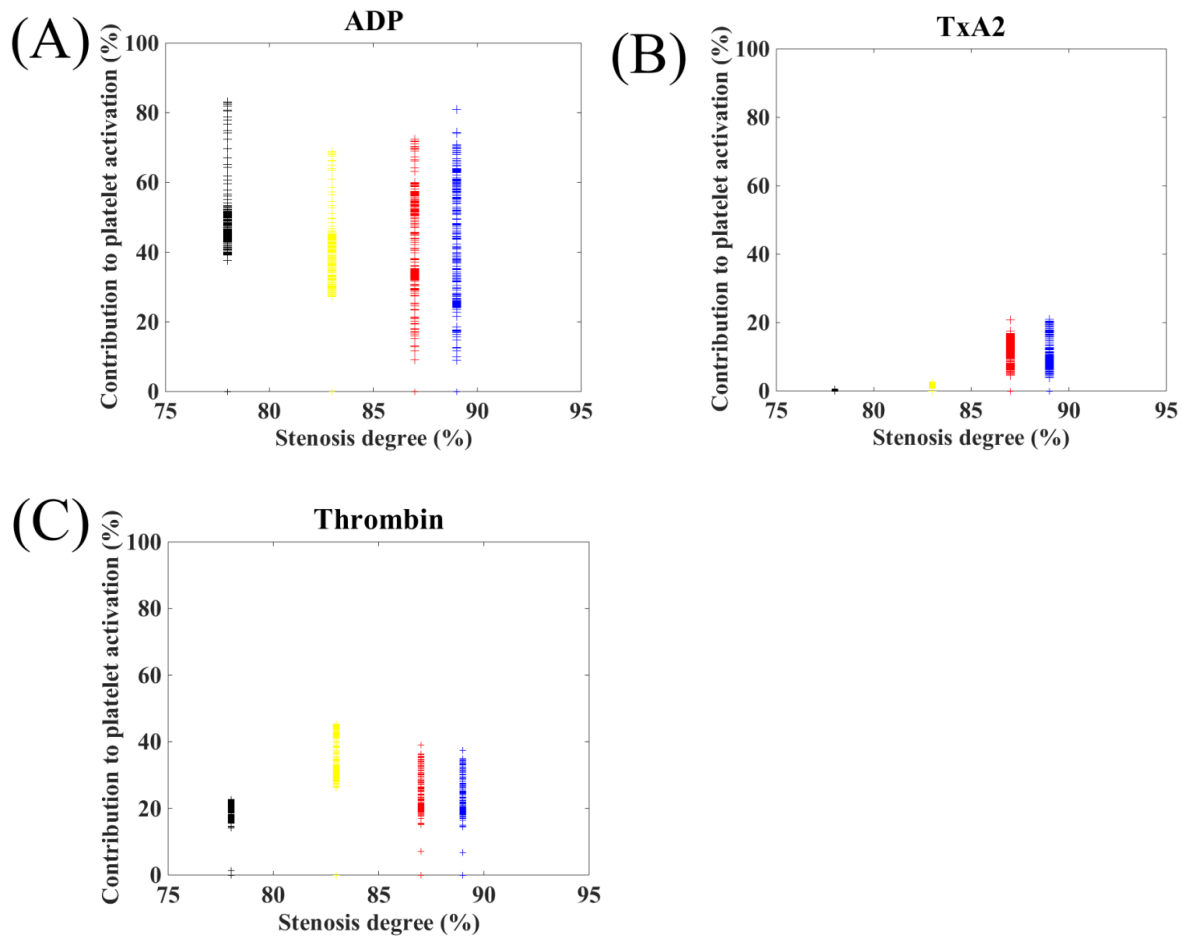 (A)
ADP
Contribution to platelet activation (%)
100
80
60
40
20
0
75 80 85 90 95
Stenosis degree (%)
(B)
TxA2
Contribution to platelet activation (%)
100
80
60
40
20
0
75 80 85 90 95
Stenosis degree (%)
(C)
Thrombin
Contribution to platelet activation (%)
100
80
60
40
20
0
75 80 85 90 95
Stenosis degree (%)